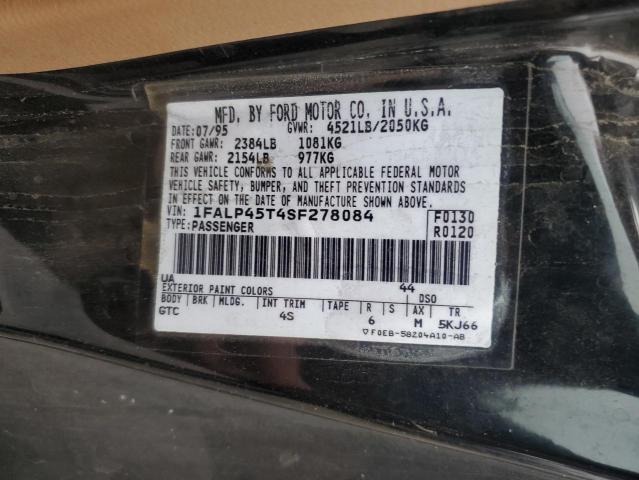 MFD. BY FORD MOTOR CO. IN U.S.A.
DATE: 07/95 GVWR: 4521LB/2050KG
FRONT GAWR: 2384LB 1081KG
REAR GAWR: 2154LB 977KG
THIS VEHICLE CONFORMS TO ALL APPLICABLE FEDERAL MOTOR
VEHICLE SAFETY, BUMPER, AND THEFT PREVENTION STANDARDS
IN EFFECT ON THE DATE OF MANUFACTURE SHOWN ABOVE.
VIN: 1FALP45T4SF278084 F0130
TYPE: PASSENGER R0120
UA 44
EXTERIOR PAINT COLORS DSO
BODY BRK MLDG. INT TRIM TAPE R S AX TR
GTC 4S 6 M 5KJ66
▽F0EB-58204A10-AB